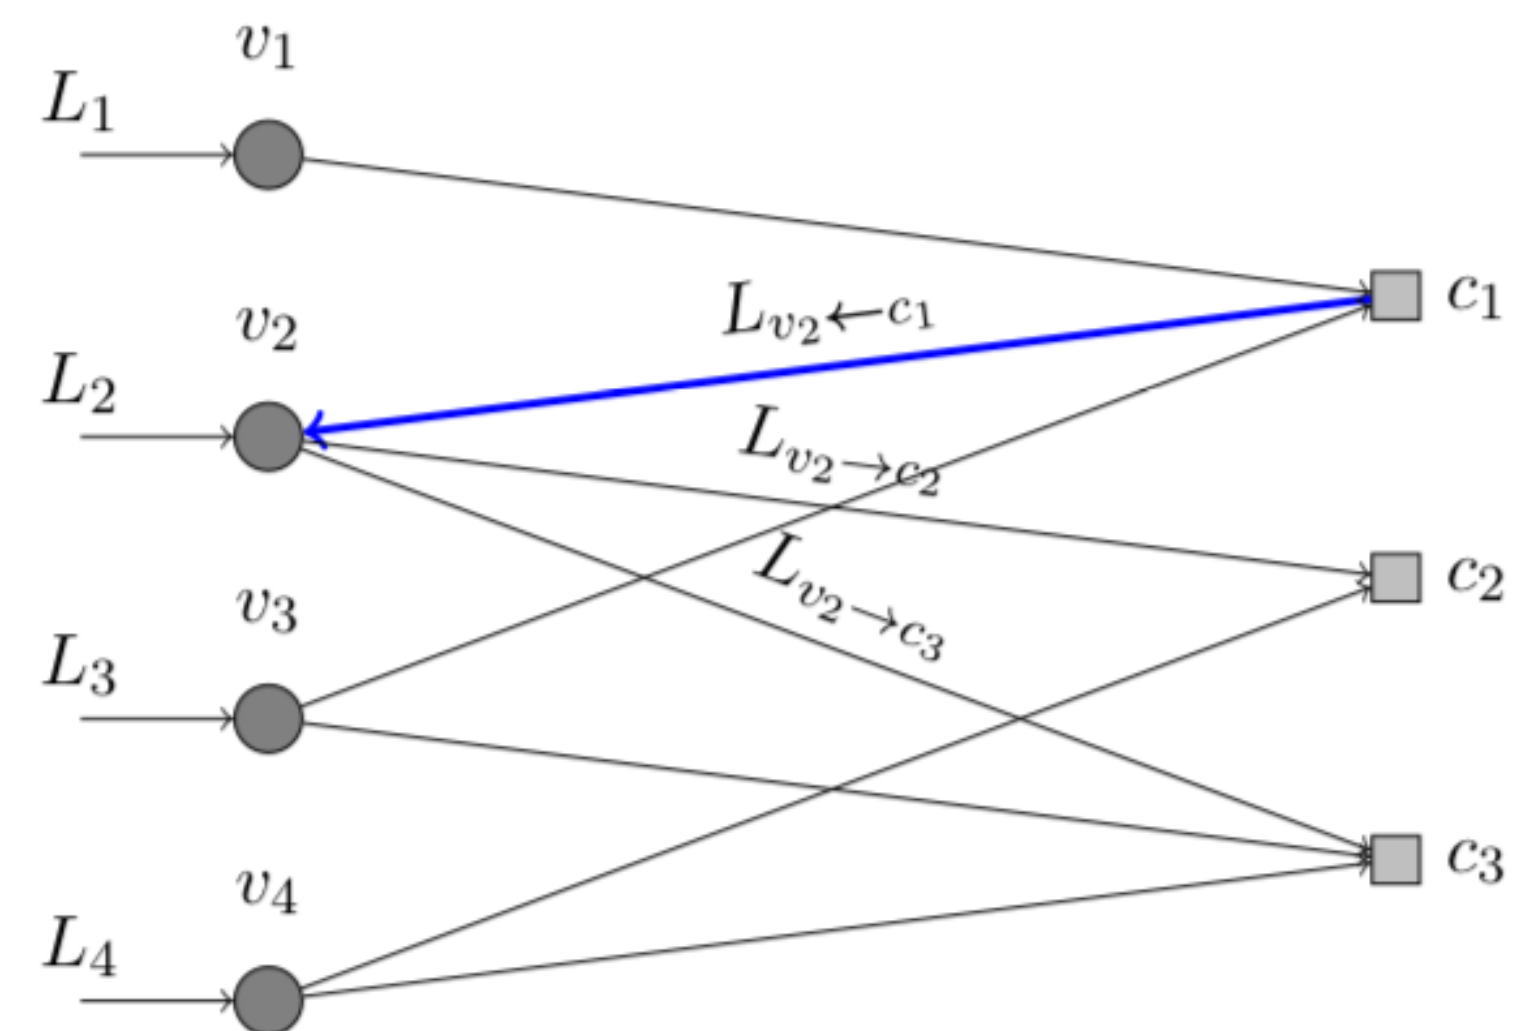 v₁
L₁
L_{v₂←c₁}
c₁
v₂
L₂
L_{v₂→c₂}
c₂
v₃
L_{v₂→c₃}
L₃
v₄
c₃
L₄